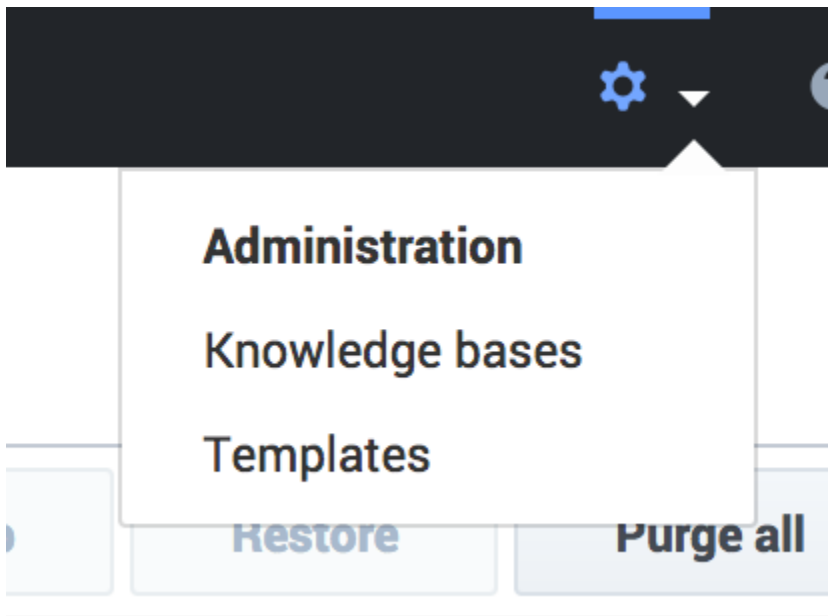 Administration
Knowledge bases
Templates
Restore
Purge all